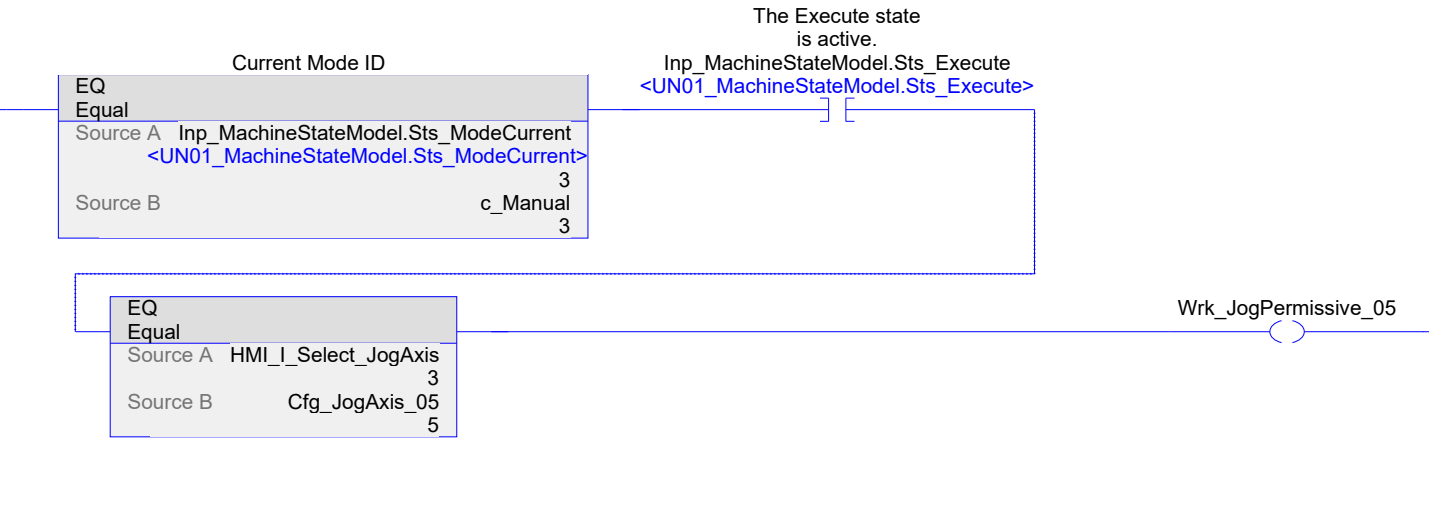 The Execute state
is active.
Current Mode ID
Inp_MachineStateModel.Sts_Execute
<UN01_MachineStateModel.Sts_Execute>
EQ
Equal
Source A Inp_MachineStateModel.Sts_ModeCurrent
<UN01_MachineStateModel.Sts_ModeCurrent>
3
Source B c_Manual
3
EQ
Equal
Source A HMI_I_Select_JogAxis
3
Source B Cfg_JogAxis_05
5
Wrk_JogPermissive_05